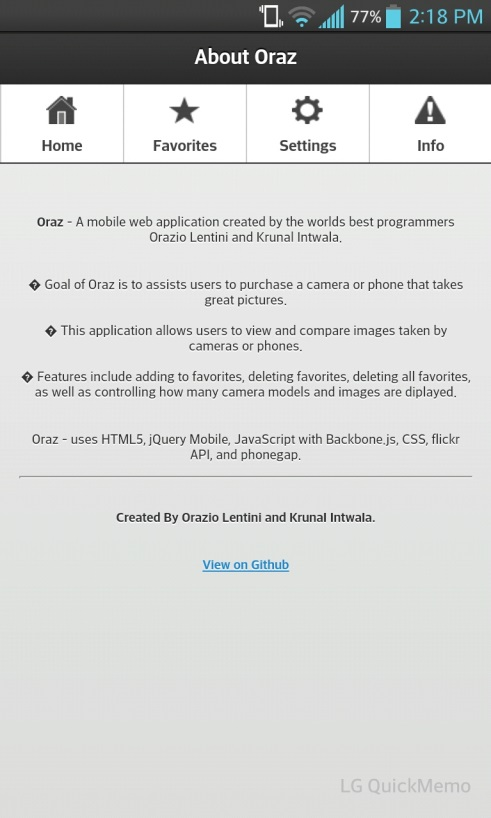 77% 2:18 PM
About Oraz
Home Favorites Settings Info
Oraz - A mobile web application created by the worlds best programmers
Orazio Lentini and Krunal Intwala.
� Goal of Oraz is to assists users to purchase a camera or phone that takes
great pictures.
� This application allows users to view and compare images taken by
cameras or phones.
� Features include adding to favorites, deleting favorites, deleting all favorites,
as well as controlling how many camera models and images are diplayed.
Oraz - uses HTML5, jQuery Mobile, JavaScript with Backbone.js, CSS, flickr
API, and phonegap.
Created By Orazio Lentini and Krunal Intwala.
View on Github
LG QuickMemo